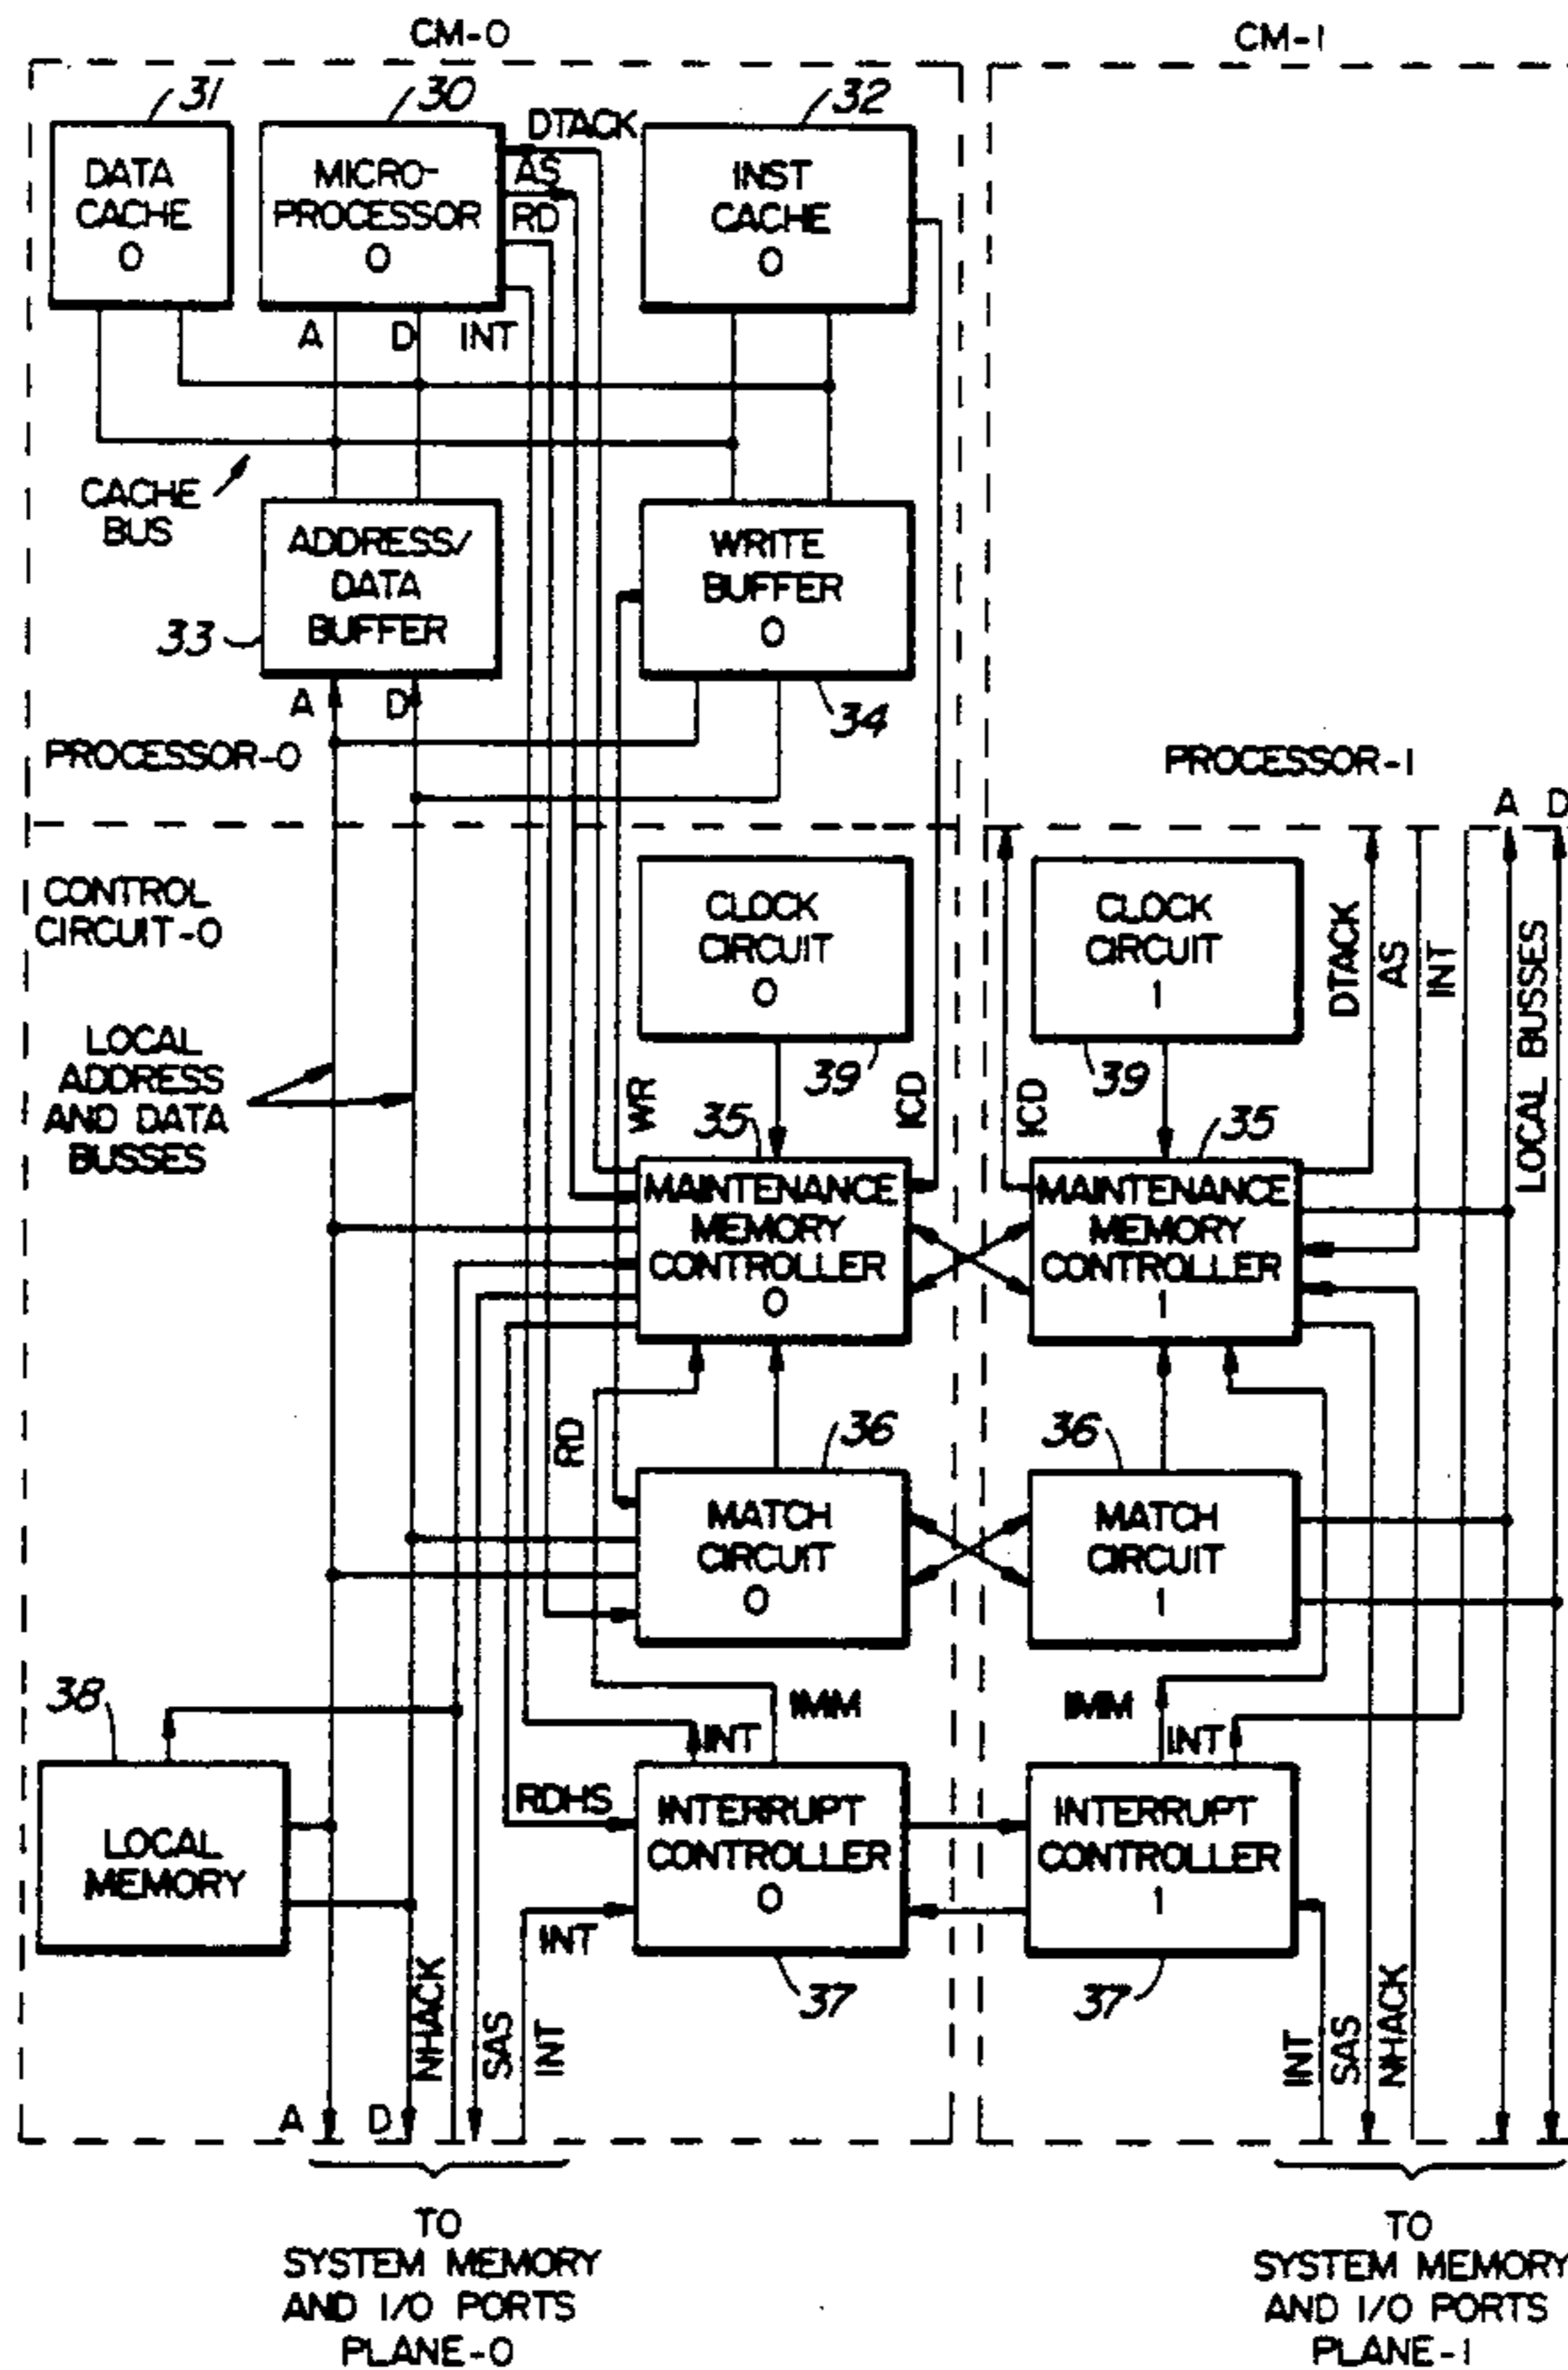 CM-0
CM-1
31
30
32
DATA
CACHE
0
MICRO-
PROCESSOR
0
DTACK
AS
RD
INST
CACHE
0
A
D
INT
CACHE
BUS
ADDRESS/
DATA
BUFFER
33
WRITE
BUFFER
0
34
A
D
PROCESSOR-0
PROCESSOR-1
A
D
CONTROL
CIRCUIT-0
CLOCK
CIRCUIT
0
39
CLOCK
CIRCUIT
1
39
DTACK
AS
INT
LOCAL BUSSES
LOCAL
ADDRESS
AND DATA
BUSSES
WR
ICD
ICD
35
MAINTENANCE
MEMORY
CONTROLLER
0
35
MAINTENANCE
MEMORY
CONTROLLER
1
RD
36
MATCH
CIRCUIT
0
36
MATCH
CIRCUIT
1
38
LOCAL
MEMORY
IMM
INT
IMM
INT
RDHS
INTERRUPT
CONTROLLER
0
37
INTERRUPT
CONTROLLER
1
37
INT
NHACK
SAS
INT
INT
SAS
NHACK
A
D
TO
SYSTEM MEMORY
AND I/O PORTS
PLANE-0
TO
SYSTEM MEMORY
AND I/O PORTS
PLANE-1